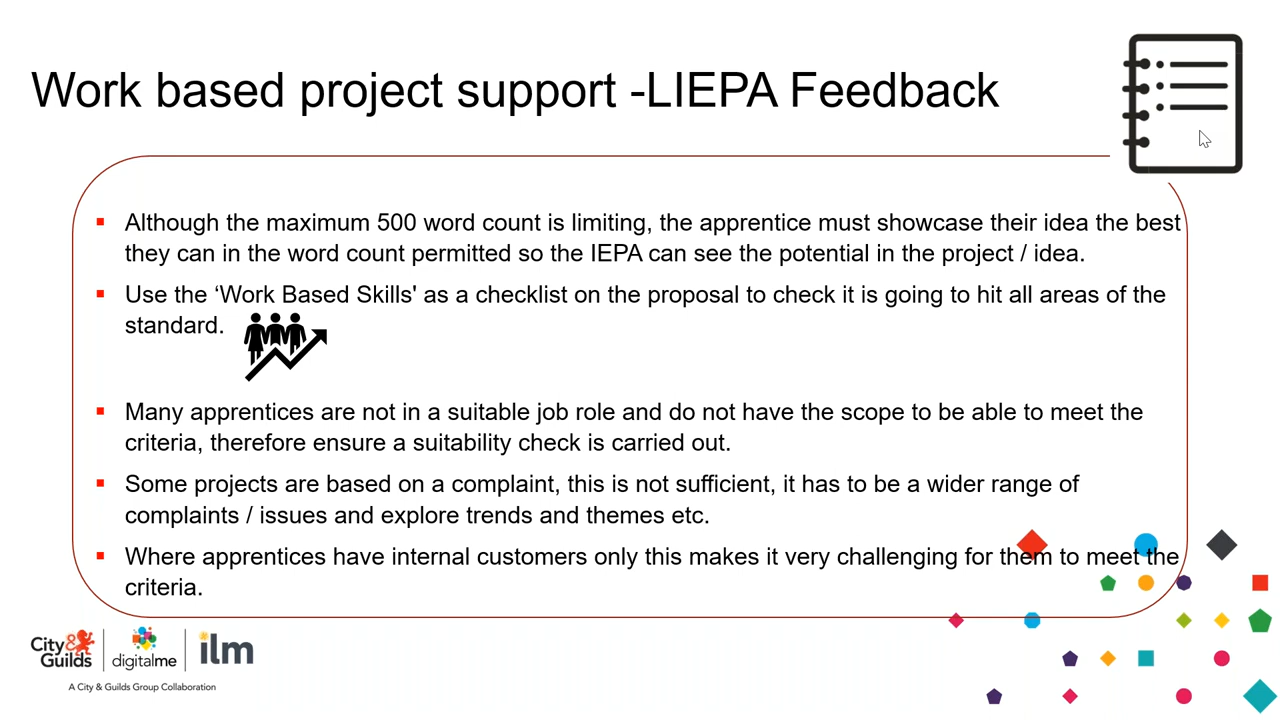 Work based project support -LIEPA Feedback
Although the maximum 500 word count is limiting, the apprentice must showcase their idea the best
they can in the word count permitted so the IEPA can see the potential in the project / idea.
Use the ‘Work Based Skills' as a checklist on the proposal to check it is going to hit all areas of the
standard.
Many apprentices are not in a suitable job role and do not have the scope to be able to meet the
criteria, therefore ensure a suitability check is carried out.
Some projects are based on a complaint, this is not sufficient, it has to be a wider range of
complaints / issues and explore trends and themes etc.
Where apprentices have internal customers only this makes it very challenging for them to meet the
criteria.
City&
Guilds
digitalme
ilm
A City & Guilds Group Collaboration